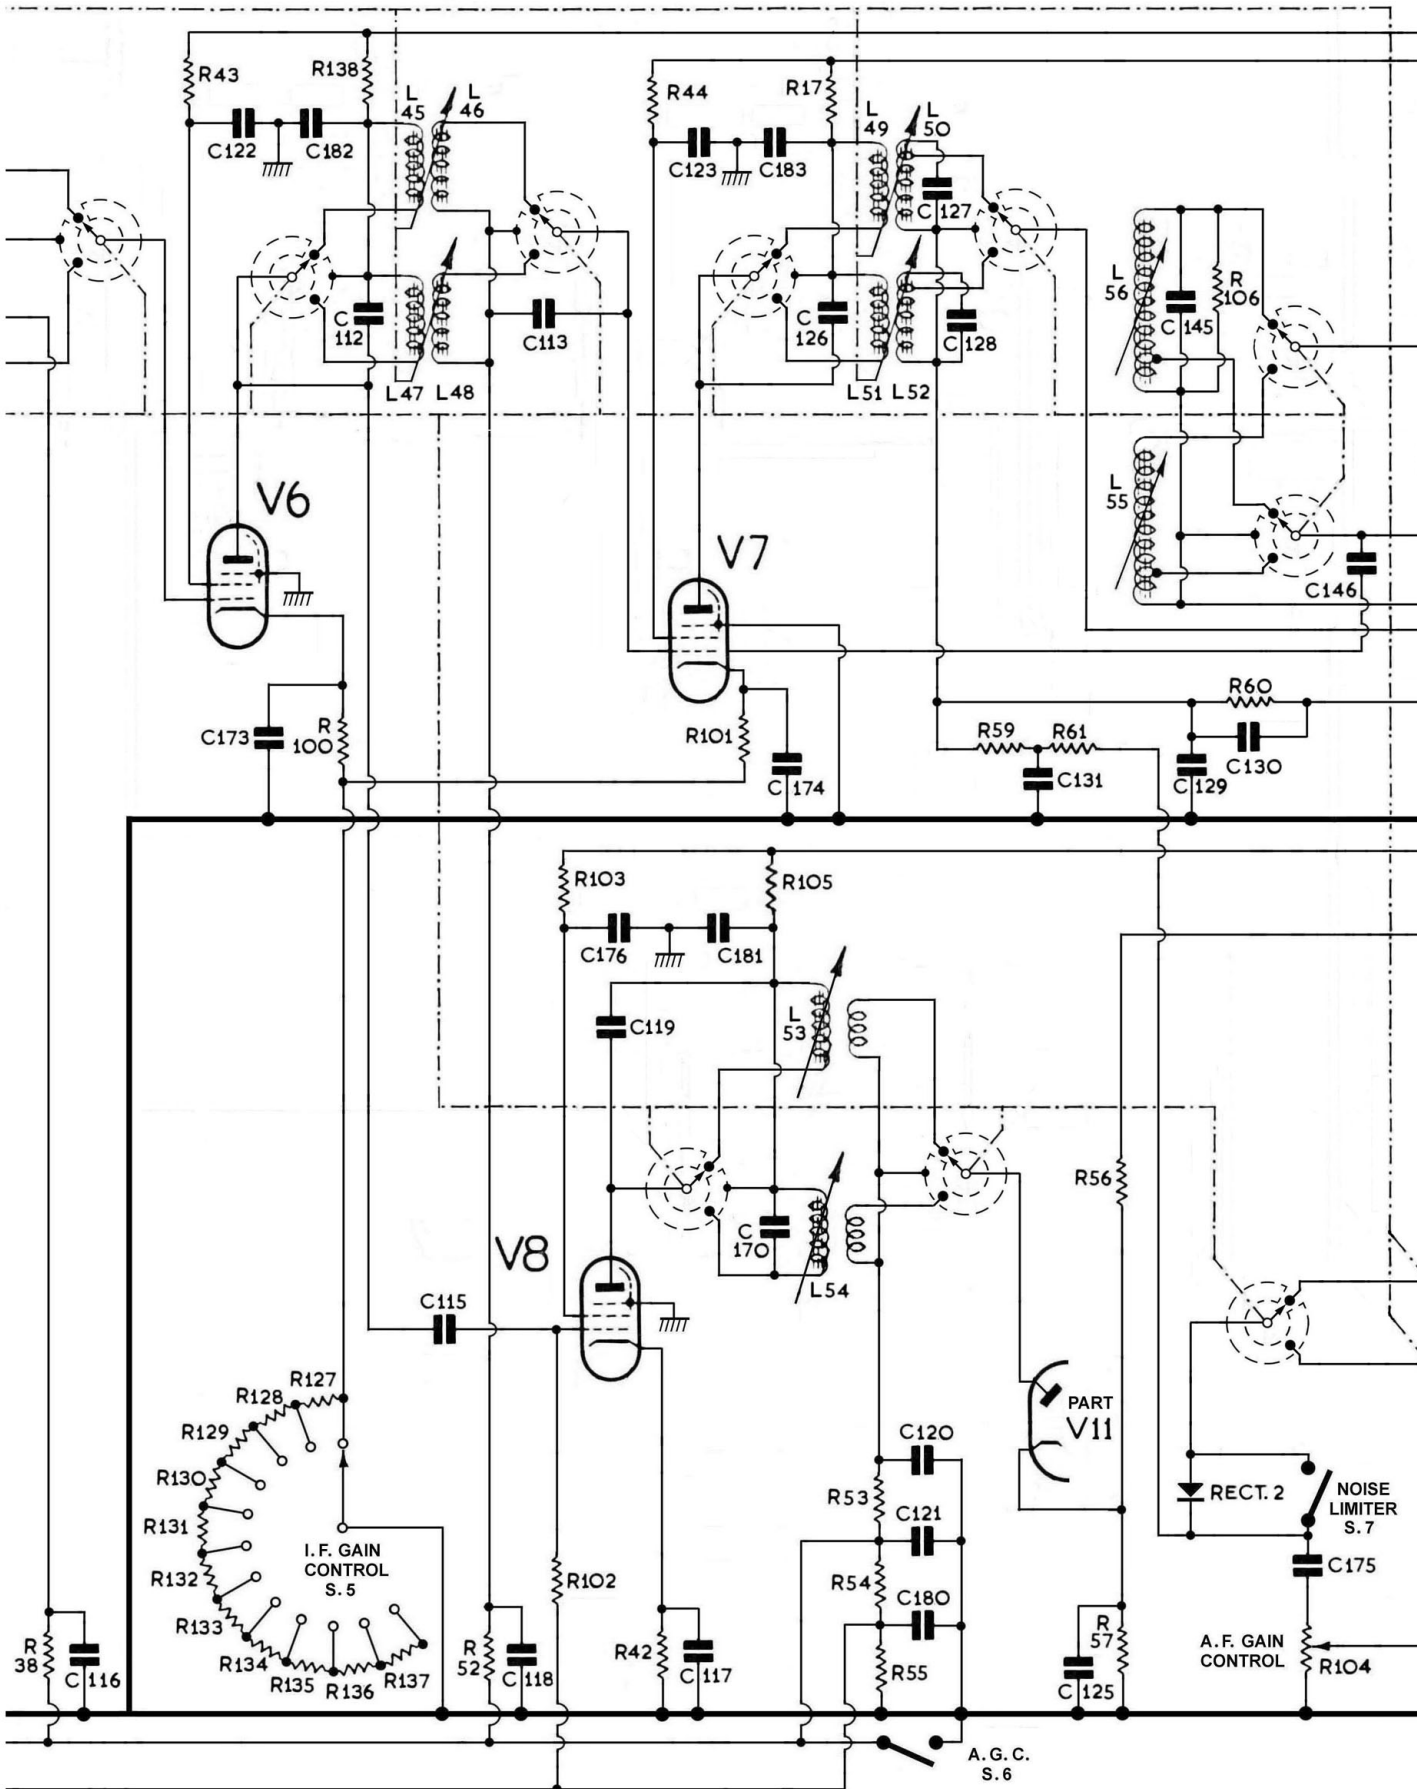 R43
R138
L
45
L
46
C122
C182
R44
R17
L
49
L
50
C123
C183
C
127
L
56
C
145
R
106
C
112
C113
C
126
C
128
L47
L48
L51
L52
L
55
V6
V7
C146
C173
R
100
R101
C
174
R59
R61
C131
R60
C130
C
129
R103
R105
C176
C181
C119
L
53
R56
C
170
L54
V8
C115
R127
R128
R129
R130
R131
R132
R133
R134
R135
R136
R137
I.F. GAIN
CONTROL
S.5
PART
V11
C120
R53
C121
R54
C180
R55
RECT. 2
NOISE
LIMITER
S.7
C175
R102
R
38
C
116
R
52
C
118
R42
C
117
R
57
C
125
A.F. GAIN
CONTROL
R104
A.G.C.
S.6